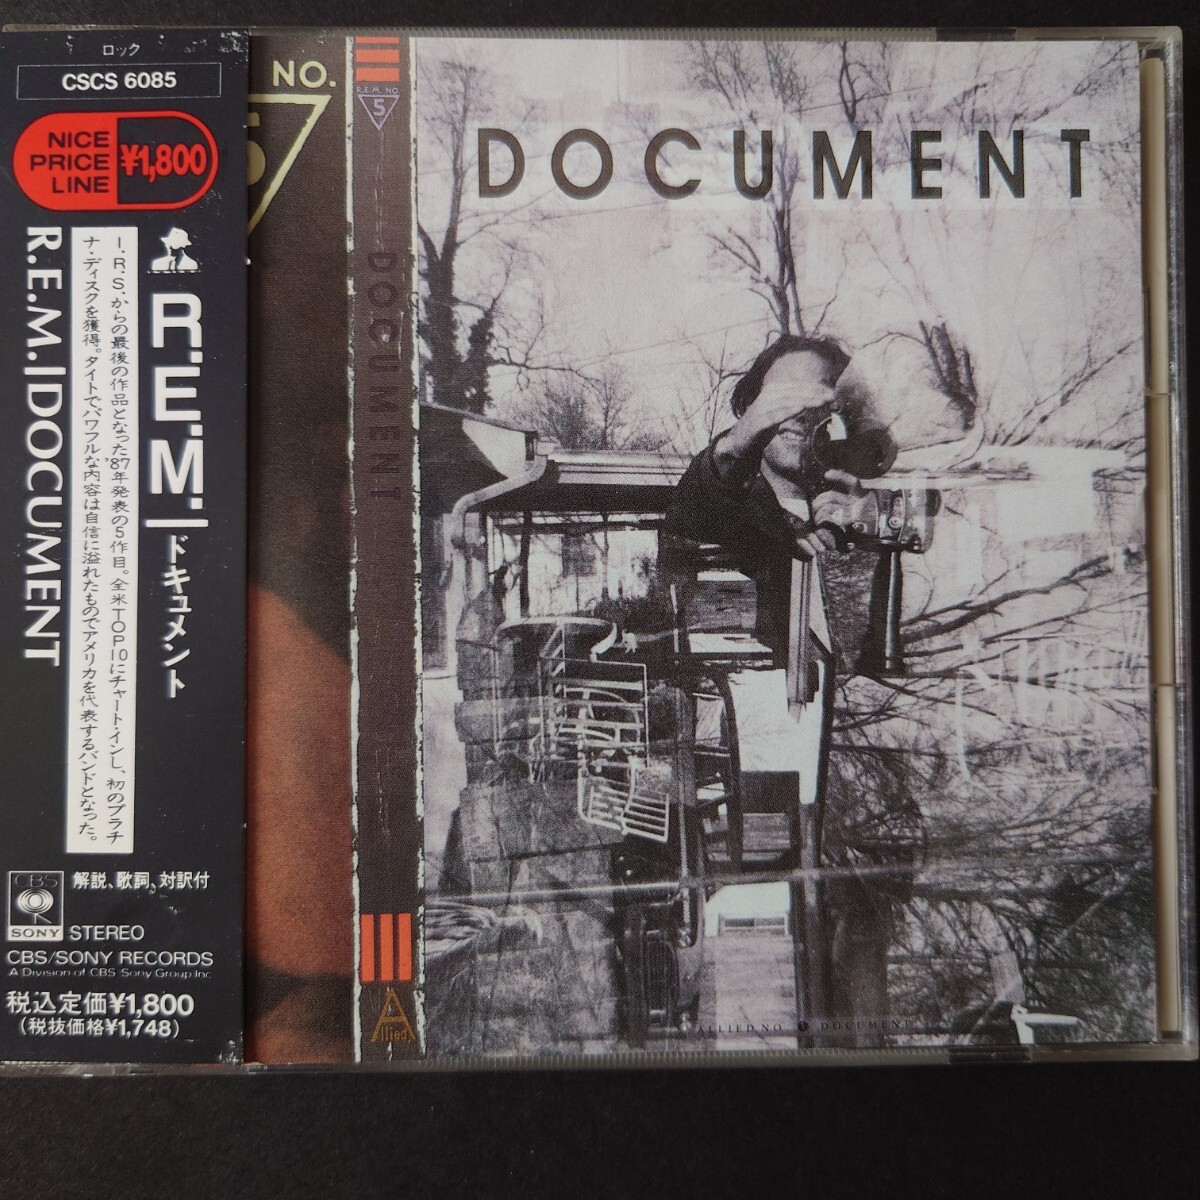 ロック
CSCS 6085
NICE
PRICE
LINE
¥1,800
R.E.M.|ドキュメント
I.R.S.からの最後の作品となった'87年発表の5作目。全米TOP10にチャート・インし、初のプラチ
ナ・ディスクを獲得。タイトでパワフルな内容は自信に溢れたものでアメリカを代表するバンドとなった。
R.E.M./DOCUMENT
CBS
SONY
解説、歌詞、対訳付
STEREO
CBS/SONY RECORDS
A Division of CBS/Sony Group Inc.
税込定価¥1,800
(税抜価格¥1,748)
NO.
5
R.E.M. NO.
5
DOCUMENT
Allied
DOCUMENT
ALLIED NO 5 DOCUMENT